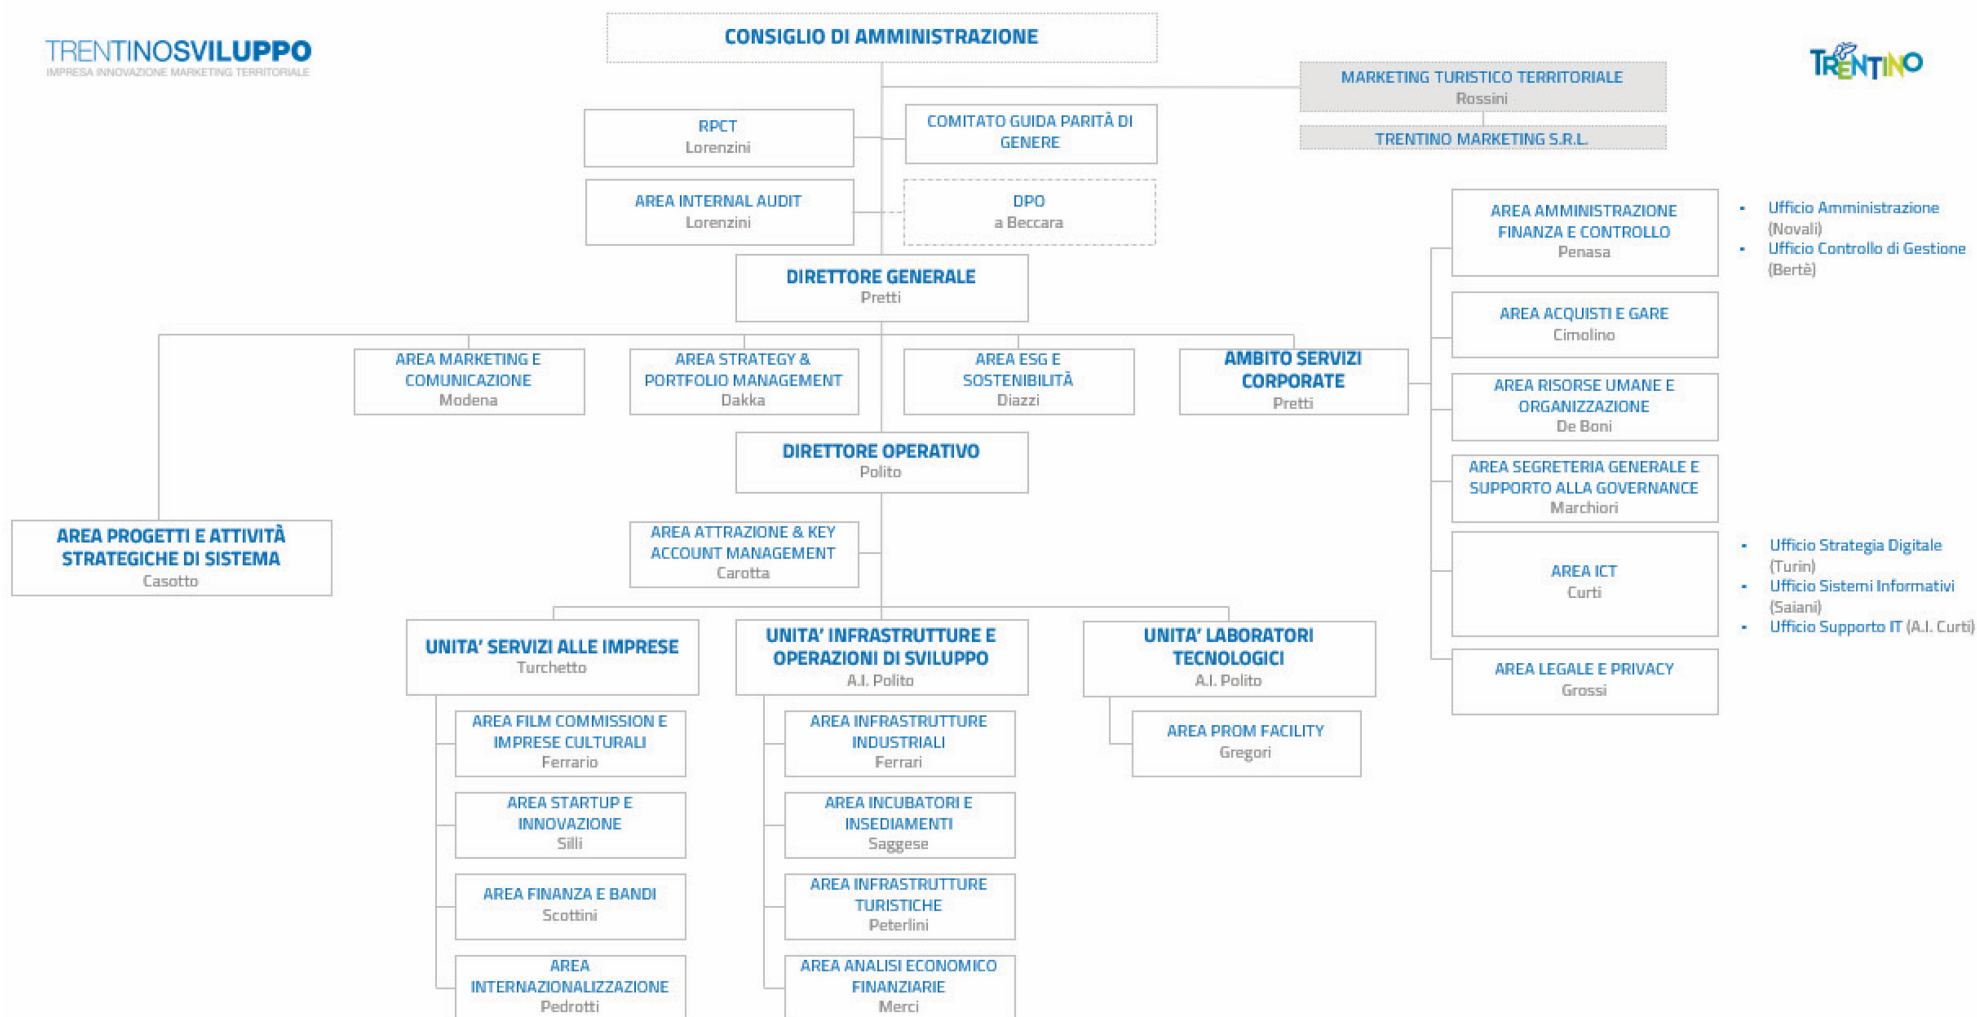 TRENTINOSVILUPPO
IMPRESA INNOVAZIONE MARKETING TERRITORIALE
CONSIGLIO DI AMMINISTRAZIONE
TRENTINO
MARKETING TURISTICO TERRITORIALE
Rossini
TRENTINO MARKETING S.R.L.
RPCT
Lorenzini
COMITATO GUIDA PARITÀ DI
GENERE
AREA INTERNAL AUDIT
Lorenzini
DPO
a Beccara
DIRETTORE GENERALE
Pretti
AREA MARKETING E
COMUNICAZIONE
Modena
AREA STRATEGY &
PORTFOLIO MANAGEMENT
Dakka
AREA ESG E
SOSTENIBILITÀ
Diazzi
AMBITO SERVIZI
CORPORATE
Pretti
AREA AMMINISTRAZIONE
FINANZA E CONTROLLO
Penasa
▪ Ufficio Amministrazione
(Novali)
▪ Ufficio Controllo di Gestione
(Bertè)
AREA ACQUISTI E GARE
Cimolino
AREA RISORSE UMANE E
ORGANIZZAZIONE
De Boni
AREA SEGRETERIA GENERALE E
SUPPORTO ALLA GOVERNANCE
Marchiori
AREA ICT
Curti
▪ Ufficio Strategia Digitale
(Turin)
▪ Ufficio Sistemi Informativi
(Saiani)
▪ Ufficio Supporto IT (A.I. Curti)
AREA LEGALE E PRIVACY
Grossi
DIRETTORE OPERATIVO
Polito
AREA PROGETTI E ATTIVITÀ
STRATEGICHE DI SISTEMA
Casotto
AREA ATTRAZIONE & KEY
ACCOUNT MANAGEMENT
Carotta
UNITA’ SERVIZI ALLE IMPRESE
Turchetto
UNITA’ INFRASTRUTTURE E
OPERAZIONI DI SVILUPPO
A.I. Polito
UNITA’ LABORATORI
TECNOLOGICI
A.I. Polito
AREA FILM COMMISSION E
IMPRESE CULTURALI
Ferrario
AREA STARTUP E
INNOVAZIONE
Silli
AREA FINANZA E BANDI
Scottini
AREA
INTERNAZIONALIZZAZIONE
Pedrotti
AREA INFRASTRUTTURE
INDUSTRIALI
Ferrari
AREA INCUBATORI E
INSEDIAMENTI
Saggese
AREA INFRASTRUTTURE
TURISTICHE
Peterlini
AREA ANALISI ECONOMICO
FINANZIARIE
Merci
AREA PROM FACILITY
Gregori